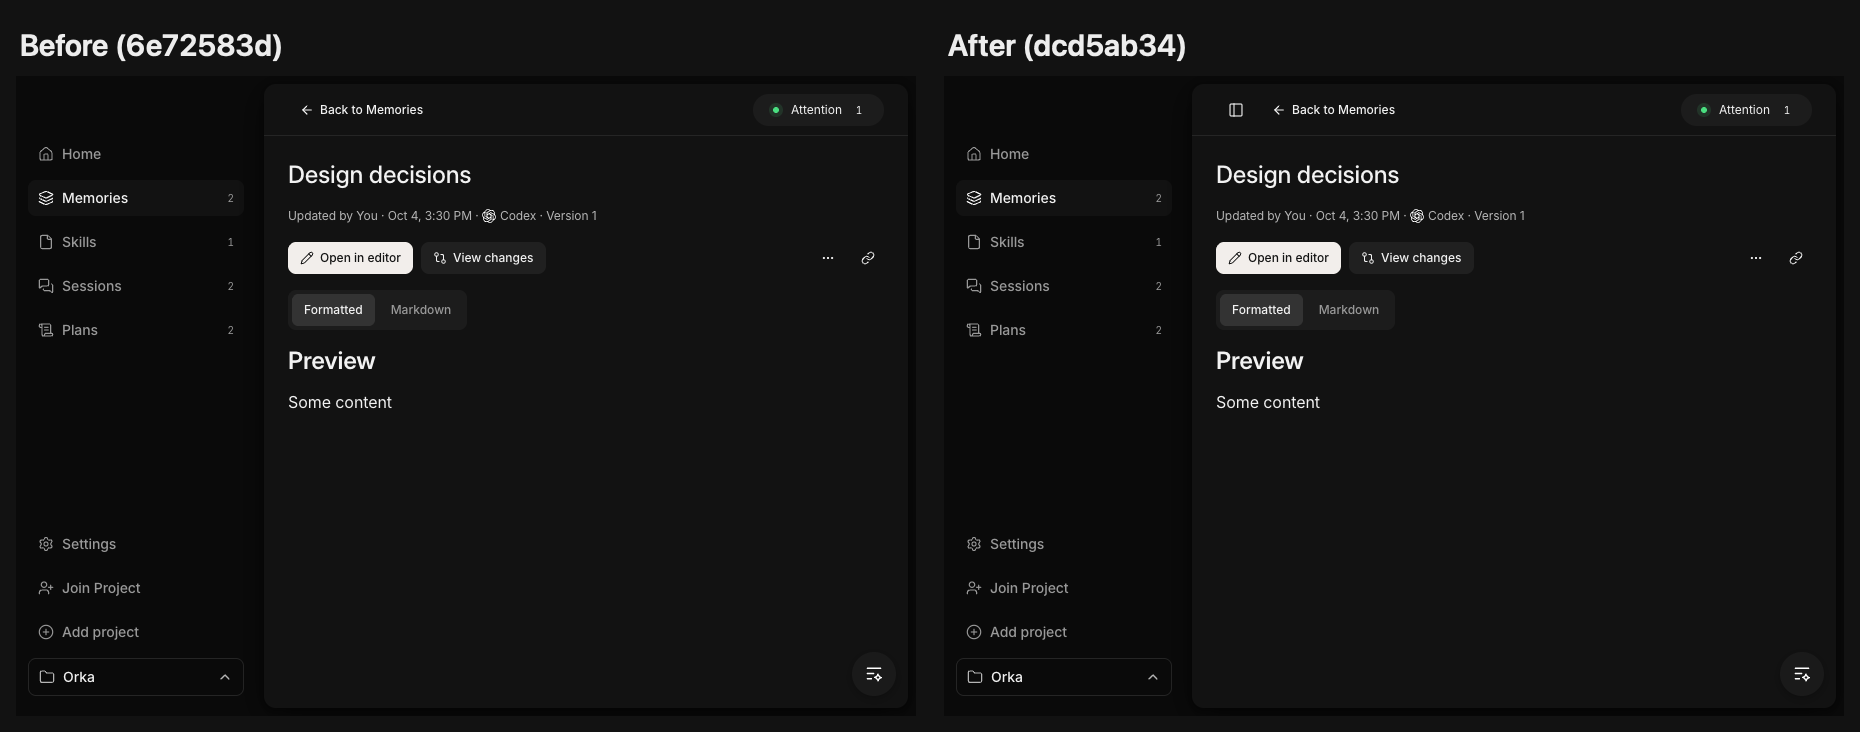 Before (6e72583d)
Back to Memories
Attention 1
Home
Memories 2
Skills 1
Sessions 2
Plans 2
Settings
Join Project
Add project
Orka
Design decisions
Updated by You · Oct 4, 3:30 PM · Codex · Version 1
Open in editor
View changes
Formatted
Markdown
Preview
Some content
After (dcd5ab34)
Back to Memories
Attention 1
Home
Memories 2
Skills 1
Sessions 2
Plans 2
Settings
Join Project
Add project
Orka
Design decisions
Updated by You · Oct 4, 3:30 PM · Codex · Version 1
Open in editor
View changes
Formatted
Markdown
Preview
Some content